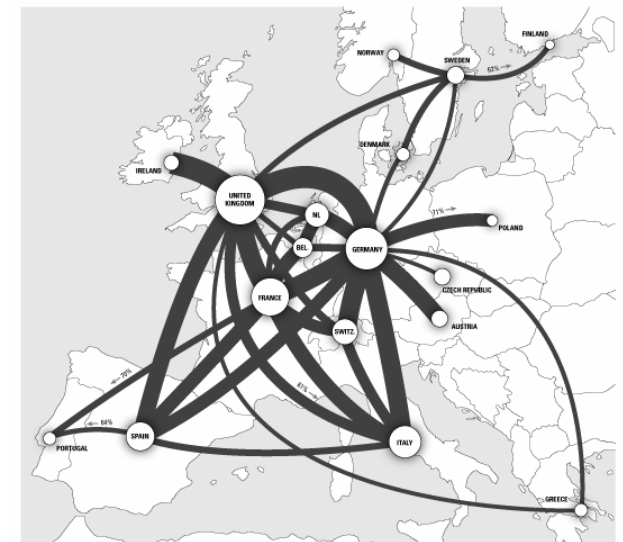 FINLAND
NORWAY
SWEDEN
62%
DENMARK
IRELAND
UNITED
KINGDOM
NL
71%
POLAND
BEL.
GERMANY
CZECH REPUBLIC
FRANCE
AUSTRIA
SWITZ.
70%
61%
64%
SPAIN
ITALY
PORTUGAL
GREECE